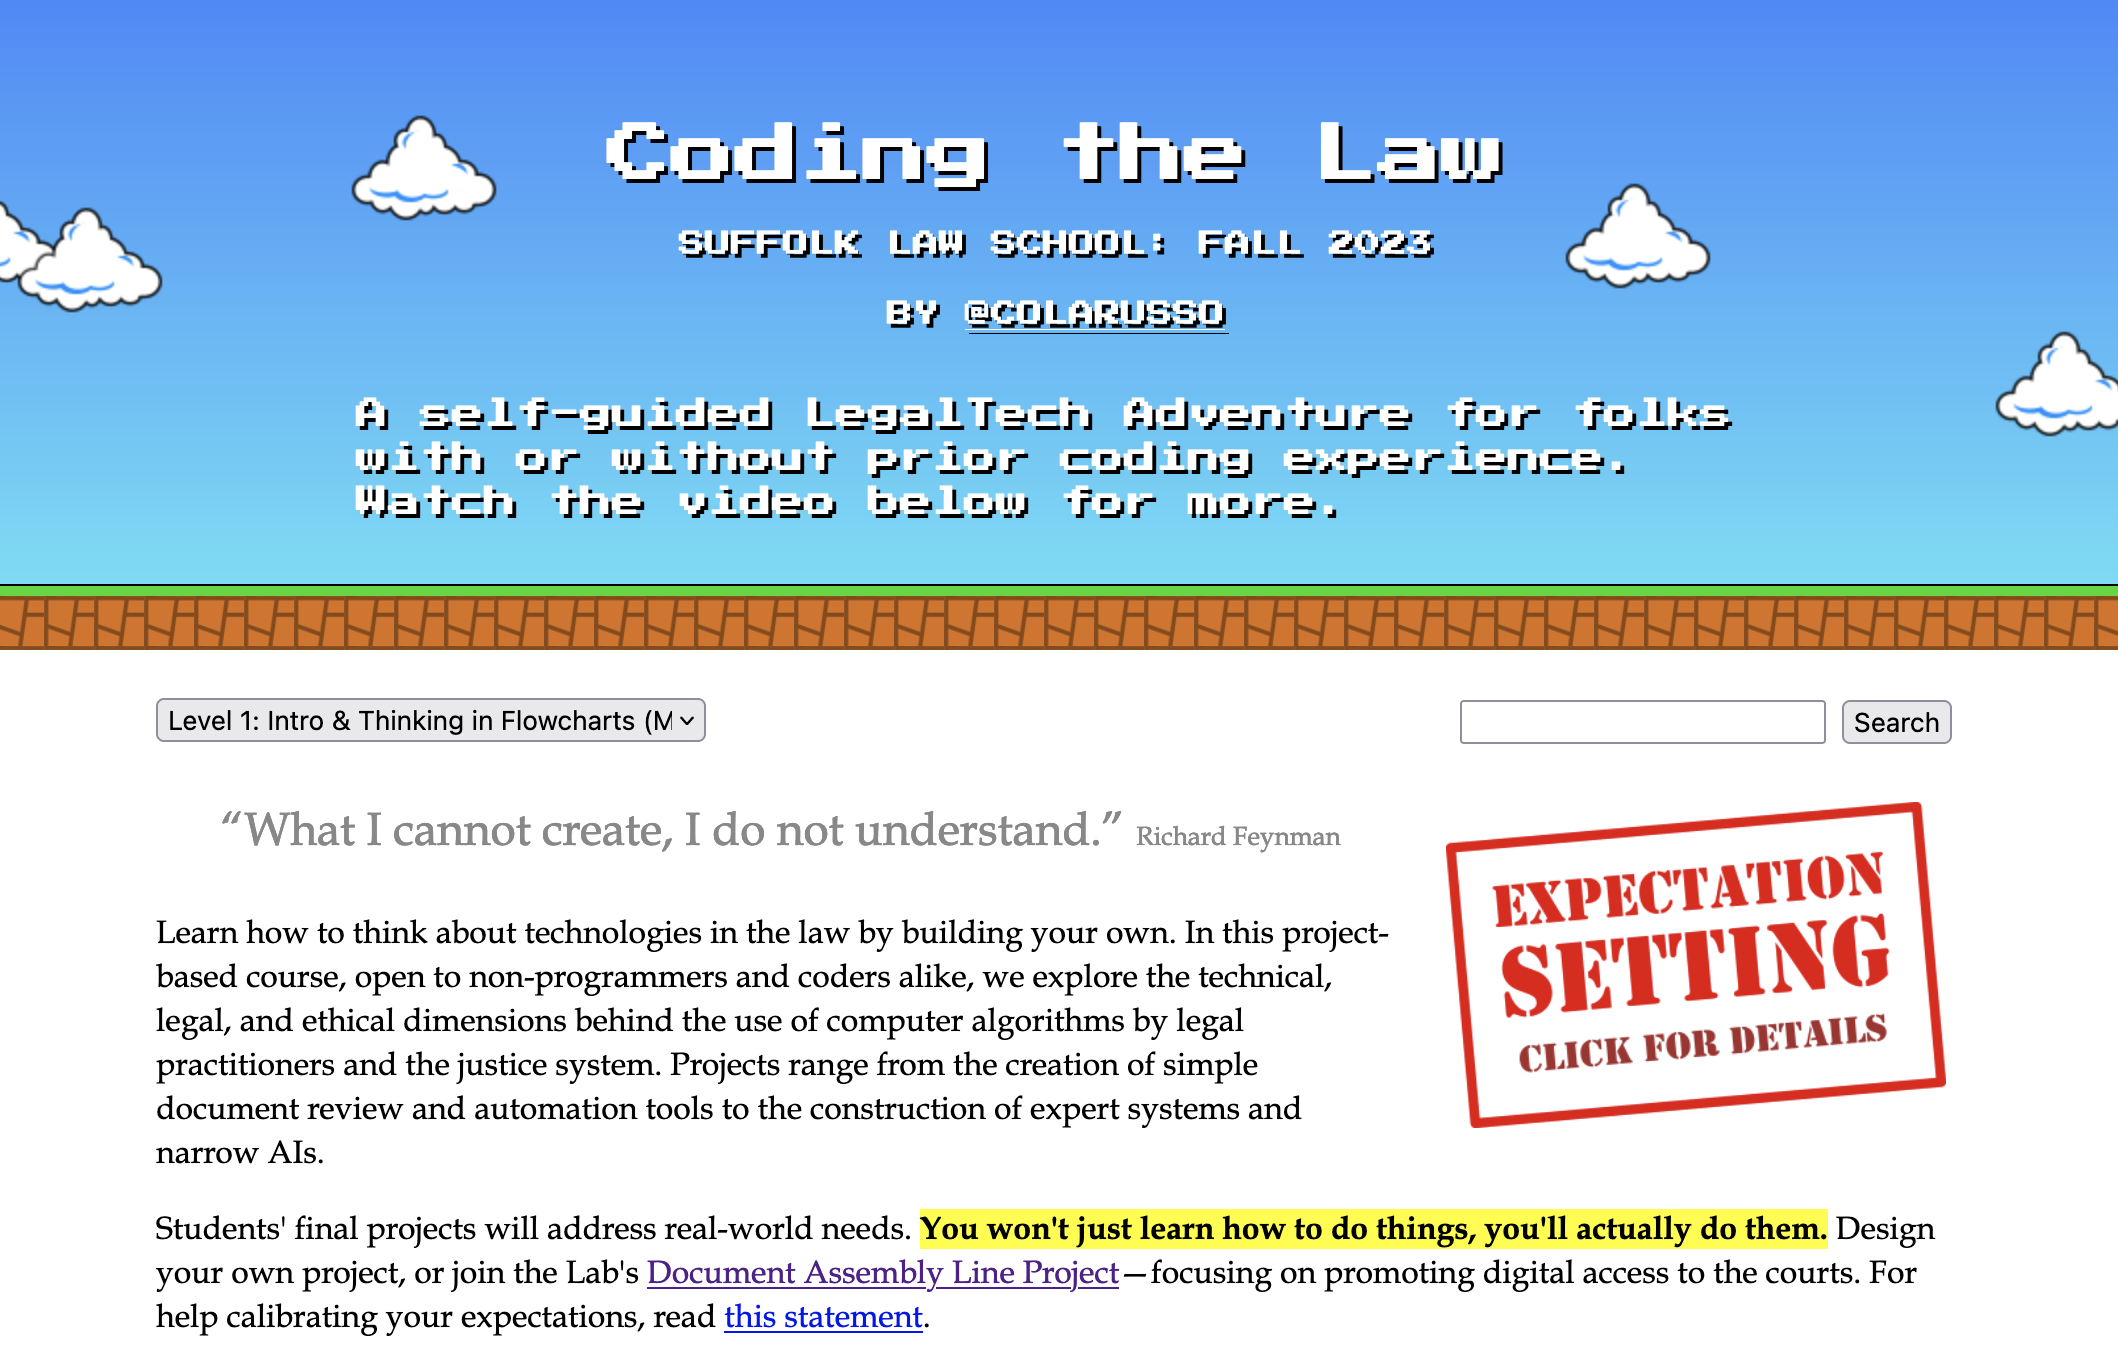 Coding the Law
SUFFOLK LAW SCHOOL: FALL 2023
BY @COLARUSSO
A self-guided LegalTech Adventure for folks
with or without prior coding experience.
Watch the video below for more.
Level 1: Intro & Thinking in Flowcharts (M
Search
“What I cannot create, I do not understand.” Richard Feynman
EXPECTATION
SETTING
CLICK FOR DETAILS
Learn how to think about technologies in the law by building your own. In this project-
based course, open to non-programmers and coders alike, we explore the technical,
legal, and ethical dimensions behind the use of computer algorithms by legal
practitioners and the justice system. Projects range from the creation of simple
document review and automation tools to the construction of expert systems and
narrow AIs.
Students' final projects will address real-world needs. You won't just learn how to do things, you'll actually do them. Design
your own project, or join the Lab's Document Assembly Line Project—focusing on promoting digital access to the courts. For
help calibrating your expectations, read this statement.